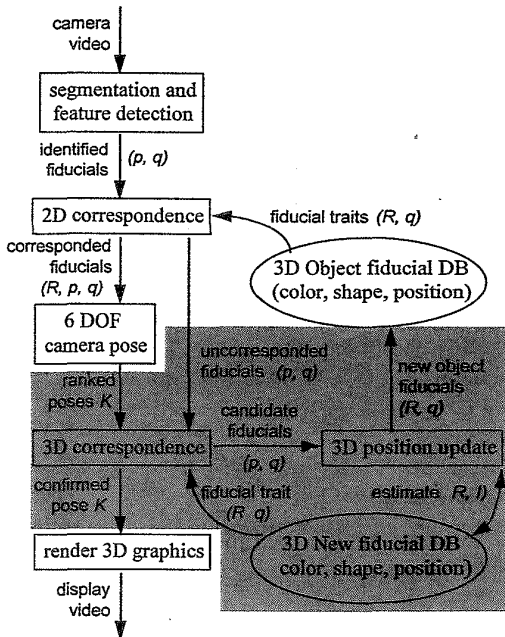 camera
video
segmentation and
feature detection
identified
fiducials
(p, q)
2D correspondence
fiducial traits (R, q)
corresponded
fiducials
(R, p, q)
3D Object fiducial DB
(color, shape, position)
6 DOF
camera pose
uncorresponded
fiducials (p, q)
new object
fiducials
(R, q)
ranked
poses K
candidate
fiducials
(p, q)
3D correspondence
3D position update
confirmed
pose K
fiducial trait
(R q)
estimate R, I)
render 3D graphics
3D New fiducial DB
color, shape, position)
display
video